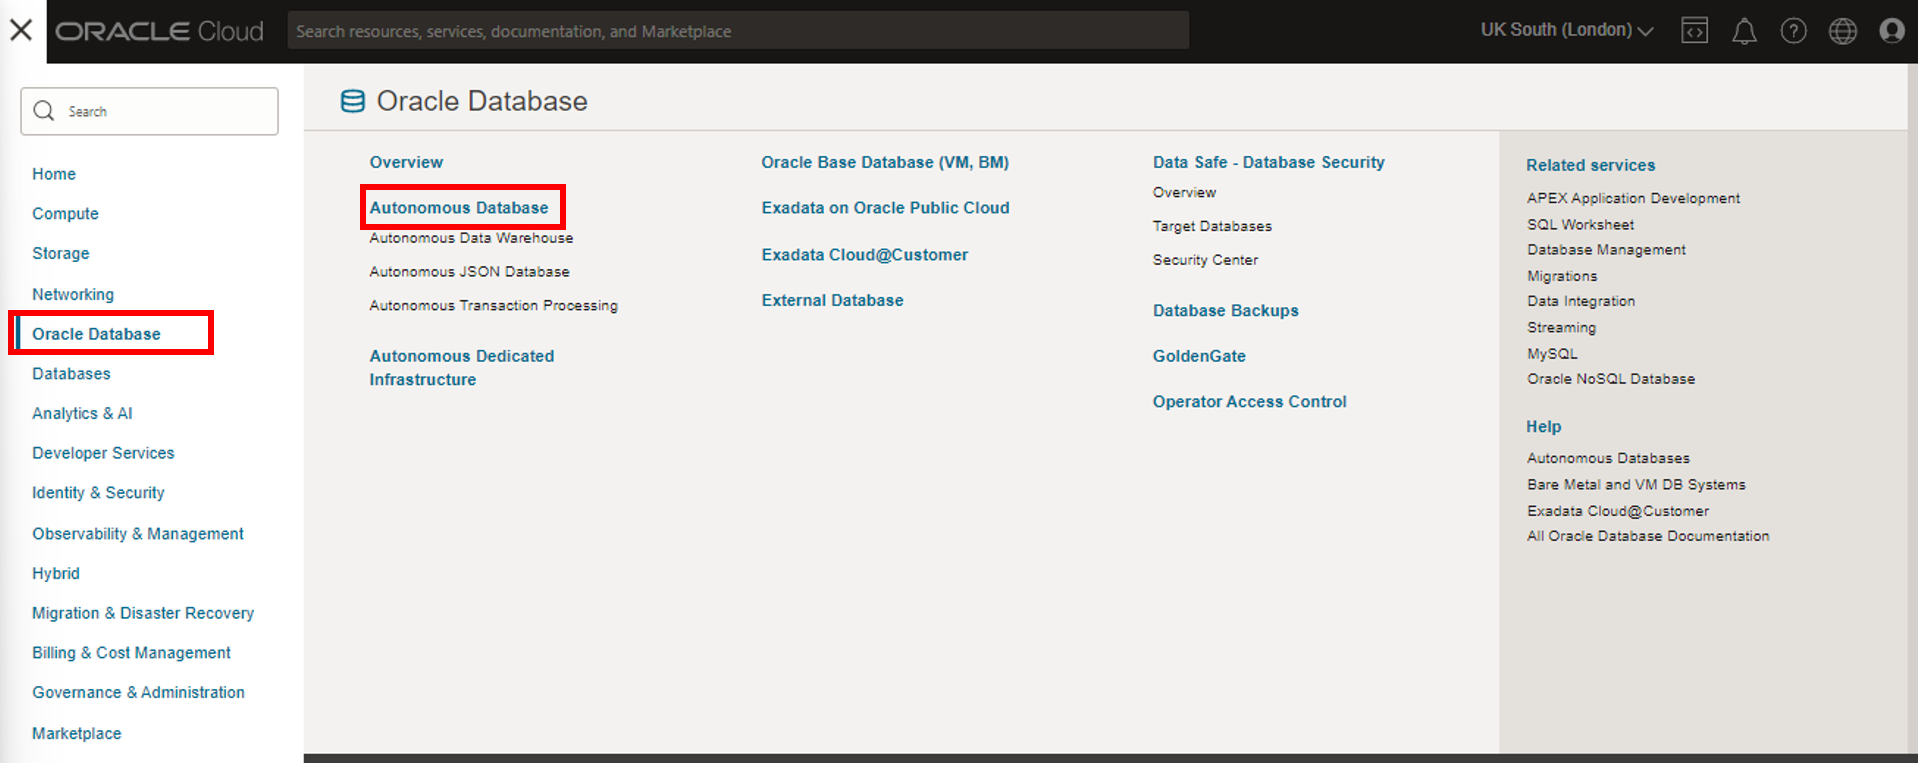 ORACLE Cloud
Search resources, services, documentation, and Marketplace
UK South (London)
Search
Home
Compute
Storage
Networking
Oracle Database
Databases
Analytics & AI
Developer Services
Identity & Security
Observability & Management
Hybrid
Migration & Disaster Recovery
Billing & Cost Management
Governance & Administration
Marketplace
Oracle Database
Overview
Autonomous Database
Autonomous Data Warehouse
Autonomous JSON Database
Autonomous Transaction Processing
Autonomous Dedicated
Infrastructure
Oracle Base Database (VM, BM)
Exadata on Oracle Public Cloud
Exadata Cloud@Customer
External Database
Data Safe - Database Security
Overview
Target Databases
Security Center
Database Backups
GoldenGate
Operator Access Control
Related services
APEX Application Development
SQL Worksheet
Database Management
Migrations
Data Integration
Streaming
MySQL
Oracle NoSQL Database
Help
Autonomous Databases
Bare Metal and VM DB Systems
Exadata Cloud@Customer
All Oracle Database Documentation